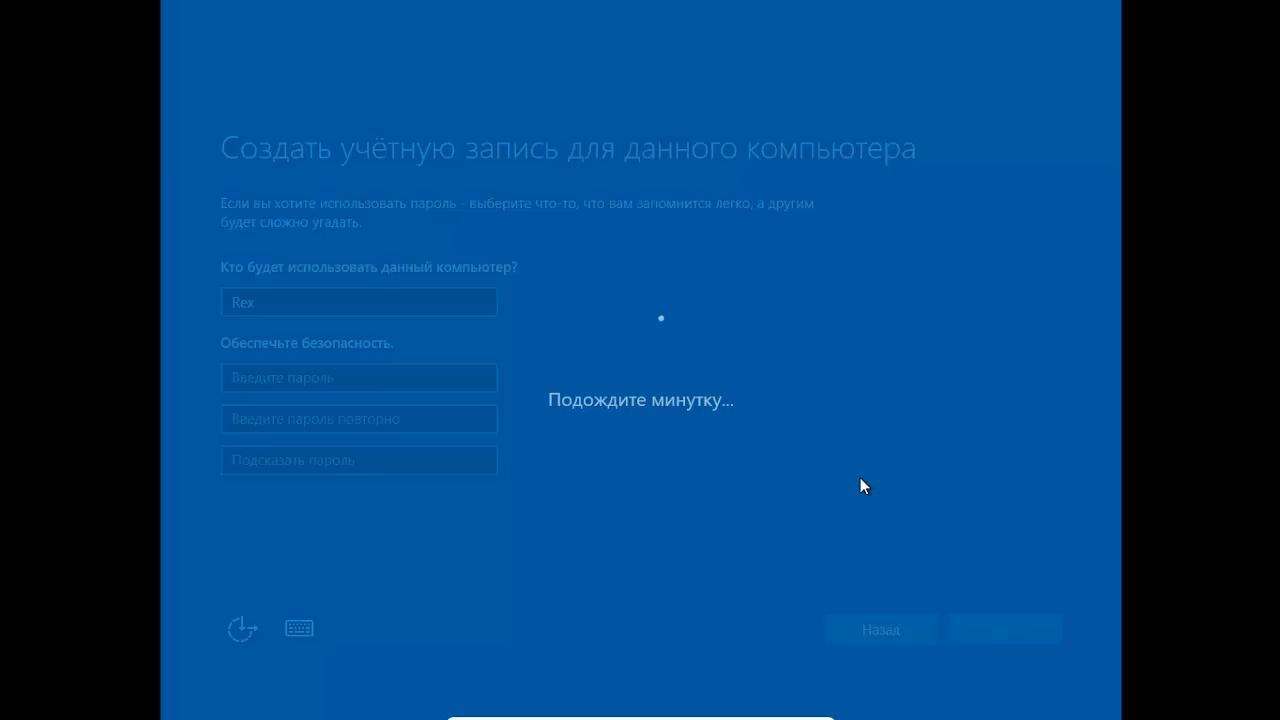 Создать учётную запись для данного компьютера
Если вы хотите использовать пароль - выберите что-то, что вам запомнится легко, а другим
будет сложно угадать.
Кто будет использовать данный компьютер?
Rex
Обеспечьте безопасность.
Введите пароль
Введите пароль повторно
Подсказать пароль
Подождите минутку...
Назад